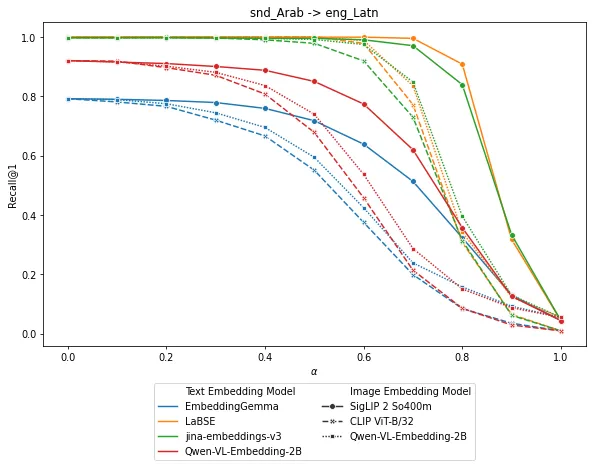 snd_Arab -> eng_Latn
Recall@1
1.0
0.8
0.6
0.4
0.2
0.0
0.0 0.2 0.4 0.6 0.8 1.0
α
Text Embedding Model
EmbeddingGemma
LaBSE
jina-embeddings-v3
Qwen-VL-Embedding-2B
Image Embedding Model
SigLIP 2 So400m
CLIP ViT-B/32
Qwen-VL-Embedding-2B